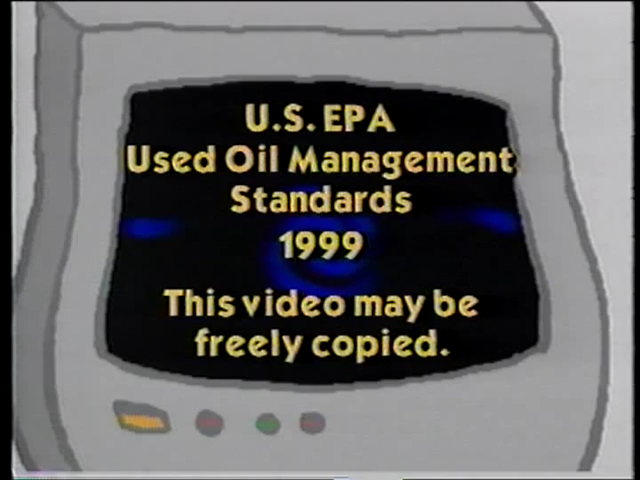 U.S. EPA
Used Oil Management
Standards
1999
This video may be
freely copied.